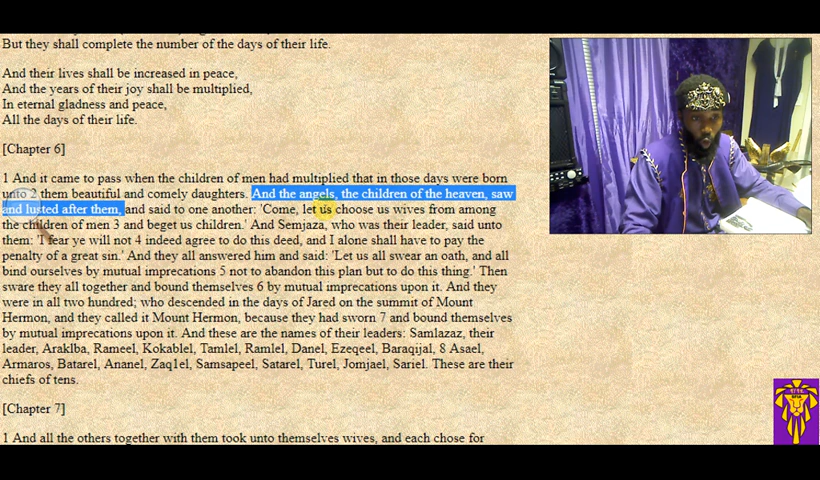 But they shall complete the number of the days of their life.
And their lives shall be increased in peace,
And the years of their joy shall be multiplied,
In eternal gladness and peace,
All the days of their life.
[Chapter 6]
1 And it came to pass when the children of men had multiplied that in those days were born
unto 2 them beautiful and comely daughters. And the angels, the children of the heaven, saw
and lusted after them, and said to one another: 'Come, let us choose us wives from among
the children of men 3 and beget us children.' And Semjaza, who was their leader, said unto
them: 'I fear ye will not 4 indeed agree to do this deed, and I alone shall have to pay the
penalty of a great sin.' And they all answered him and said: 'Let us all swear an oath, and all
bind ourselves by mutual imprecations 5 not to abandon this plan but to do this thing.' Then
sware they all together and bound themselves 6 by mutual imprecations upon it. And they
were in all two hundred; who descended in the days of Jared on the summit of Mount
Hermon, and they called it Mount Hermon, because they had sworn 7 and bound themselves
by mutual imprecations upon it. And these are the names of their leaders: Samlazaz, their
leader, Araklba, Rameel, Kokablel, Tamlel, Ramlel, Danel, Ezeqeel, Baraqijal, 8 Asael,
Armaros, Batarel, Ananel, Zaq1el, Samsapeel, Satarel, Turel, Jomjael, Sariel. These are their
chiefs of tens.
[Chapter 7]
1 And all the others together with them took unto themselves wives, and each chose for